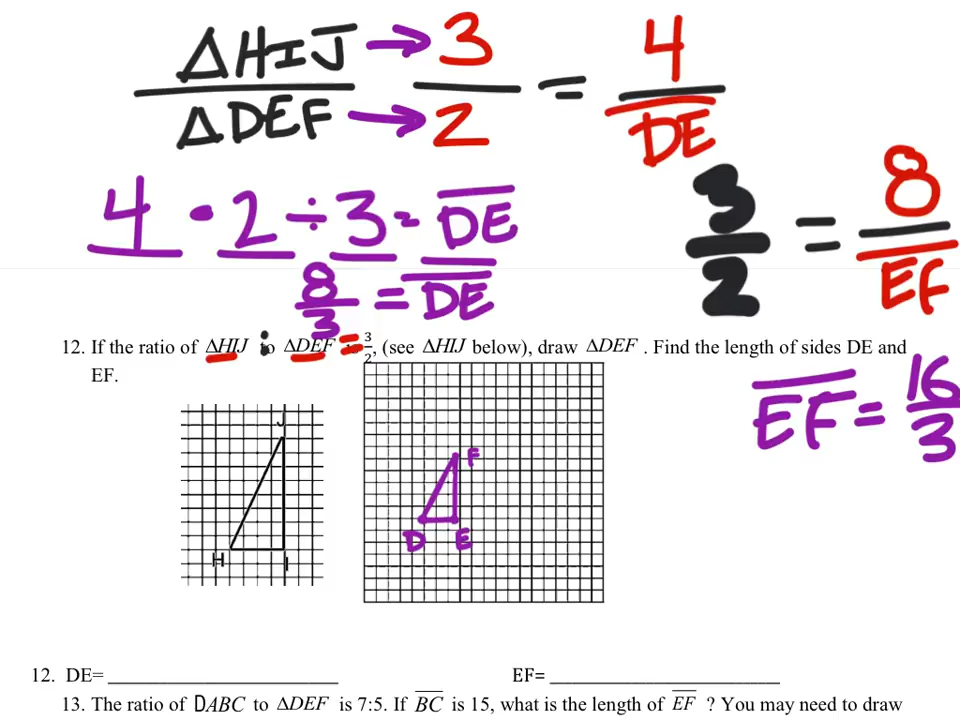 ΔHIJ → 3 = 4
ΔDEF → 2 DE
4 · 2 ÷ 3 = DE
8/3 = DE
3/2 = 8/EF
12. If the ratio of ΔHIJ : to ΔDEF = 3/2, (see ΔHIJ below), draw ΔDEF . Find the length of sides DE and
EF.
EF = 16/3
J
H
I
F
D
E
12. DE= ____________________ EF= ____________________
13. The ratio of DABC to ΔDEF is 7:5. If BC is 15, what is the length of EF ? You may need to draw